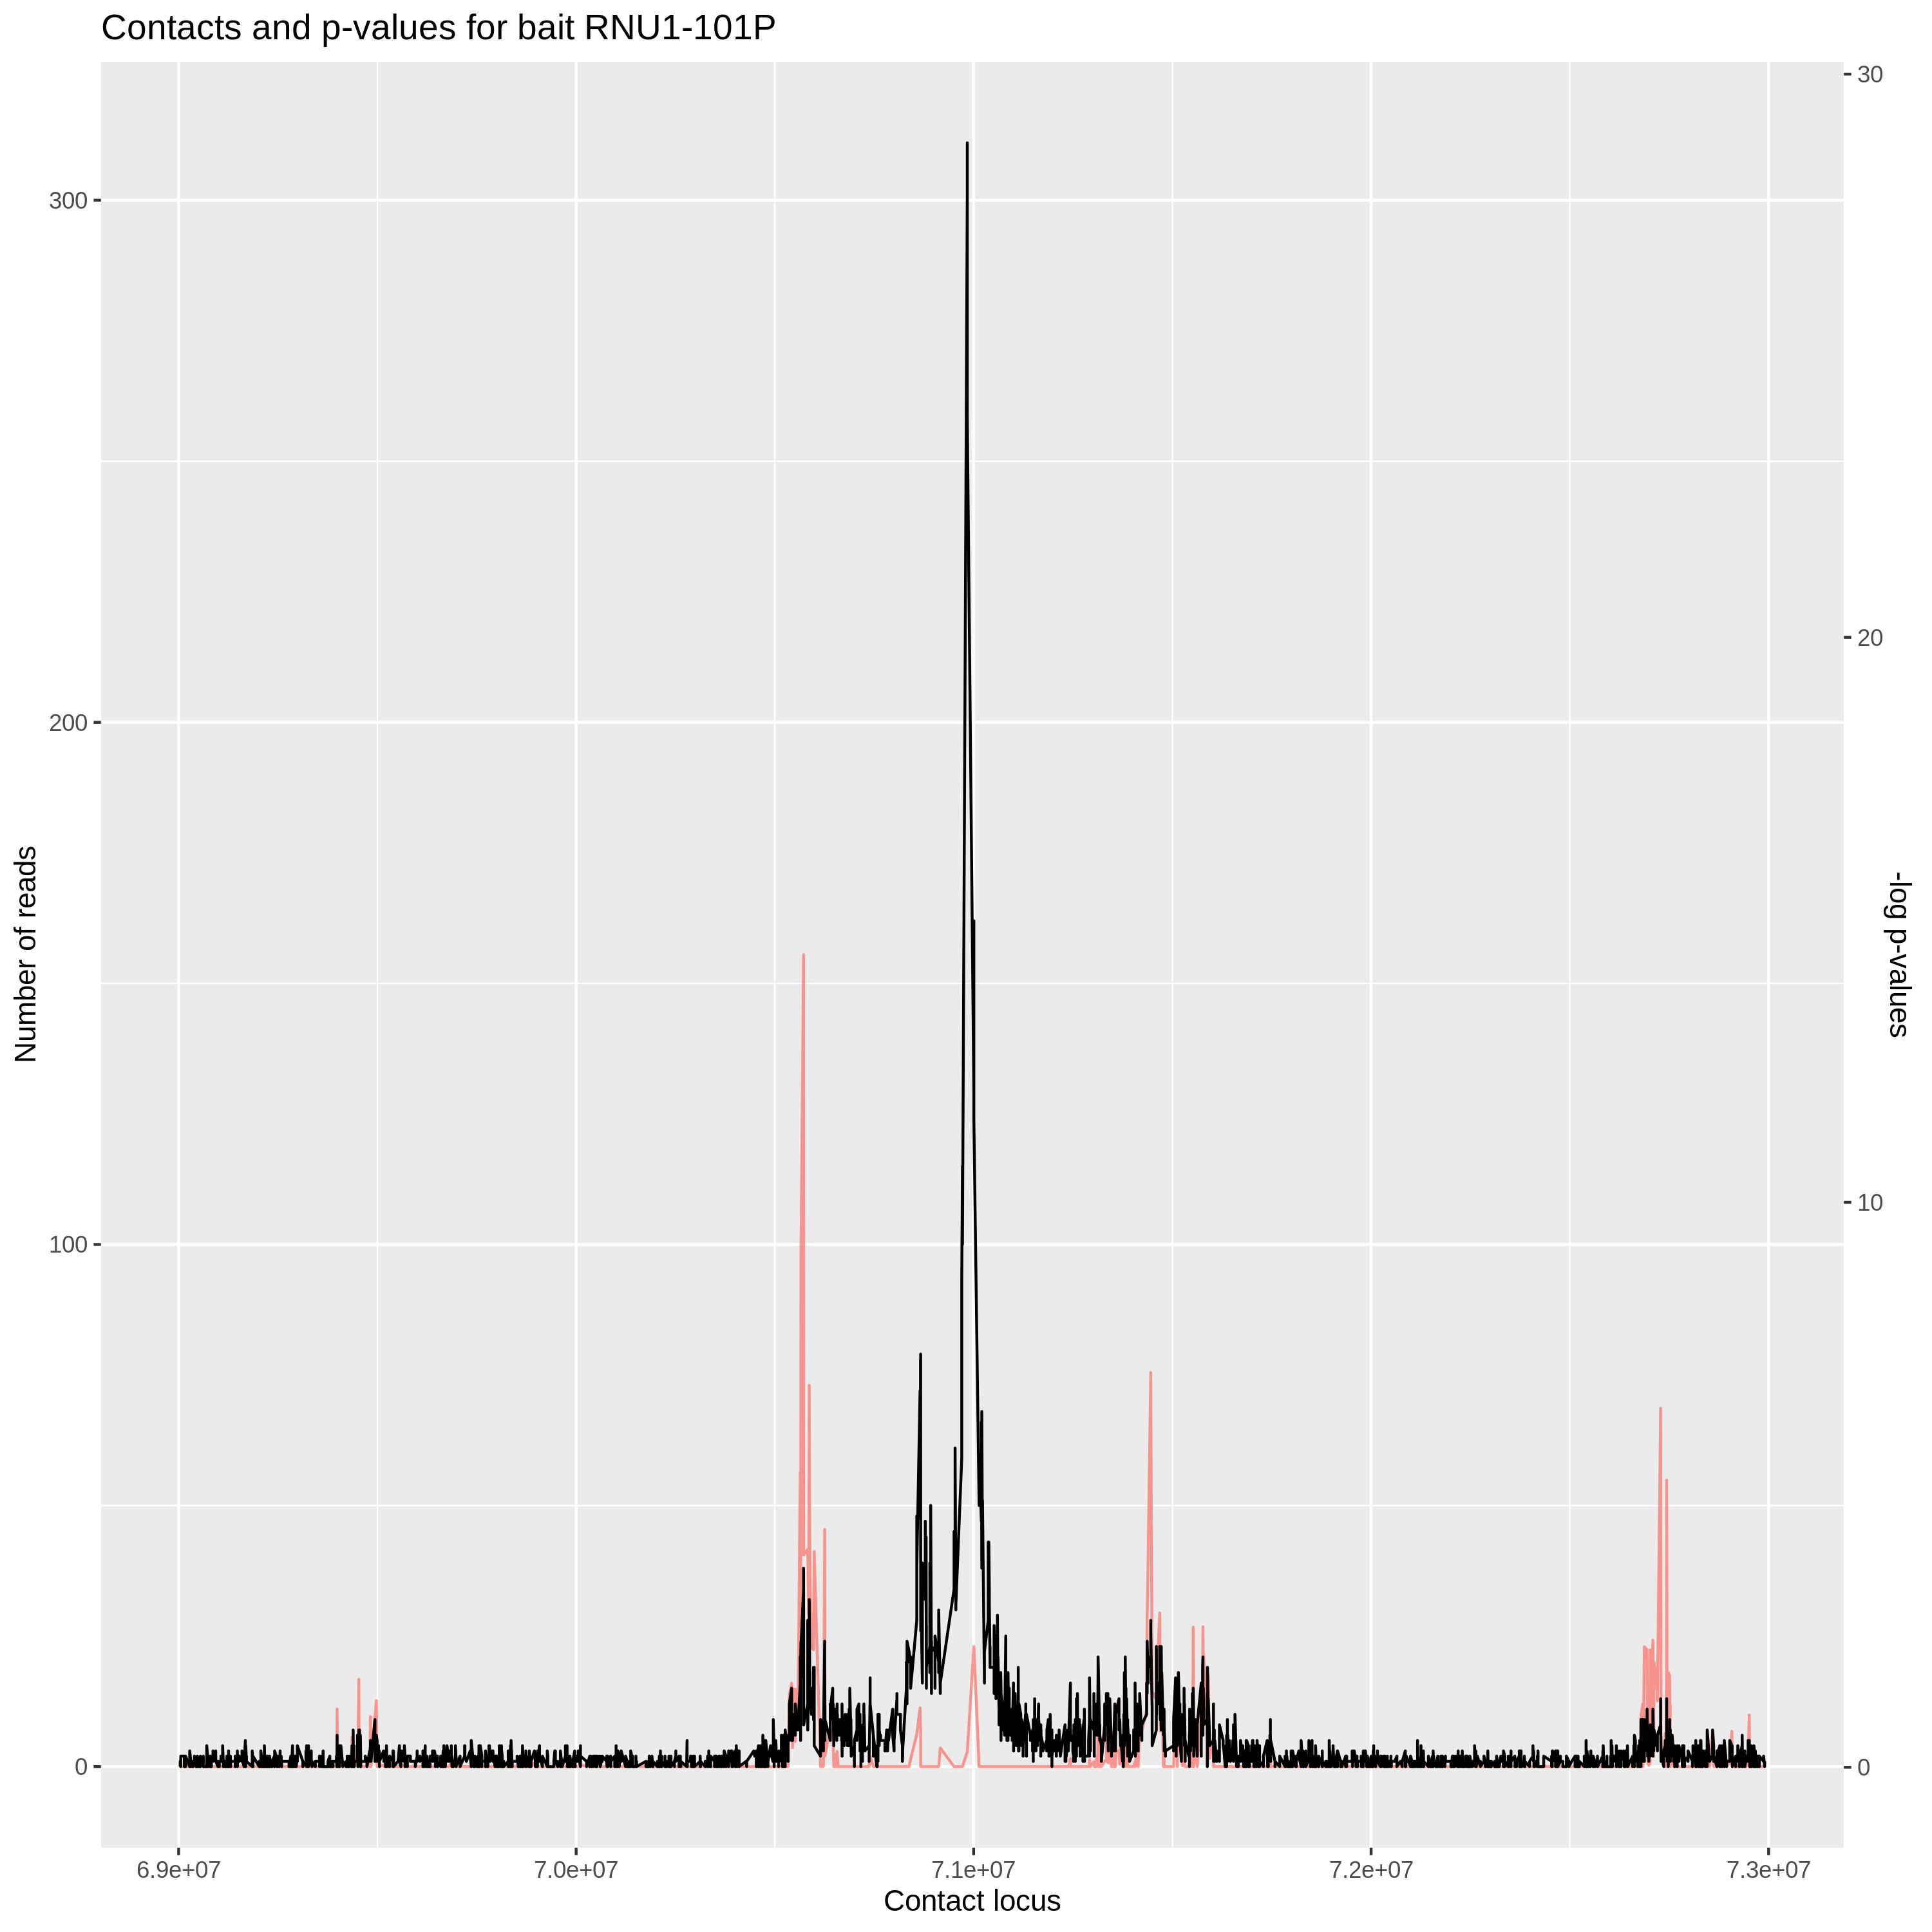 Contacts and p-values for bait RNU1-101P
30
300
20
200
Number of reads
-log p-values
10
100
0
0
6.9e+07
7.0e+07
7.1e+07
7.2e+07
7.3e+07
Contact locus